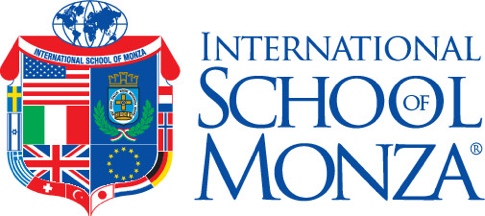 INTERNATIONAL SCHOOL OF MONZA
INTERNATIONAL
SCHOOL OF
MONZA®